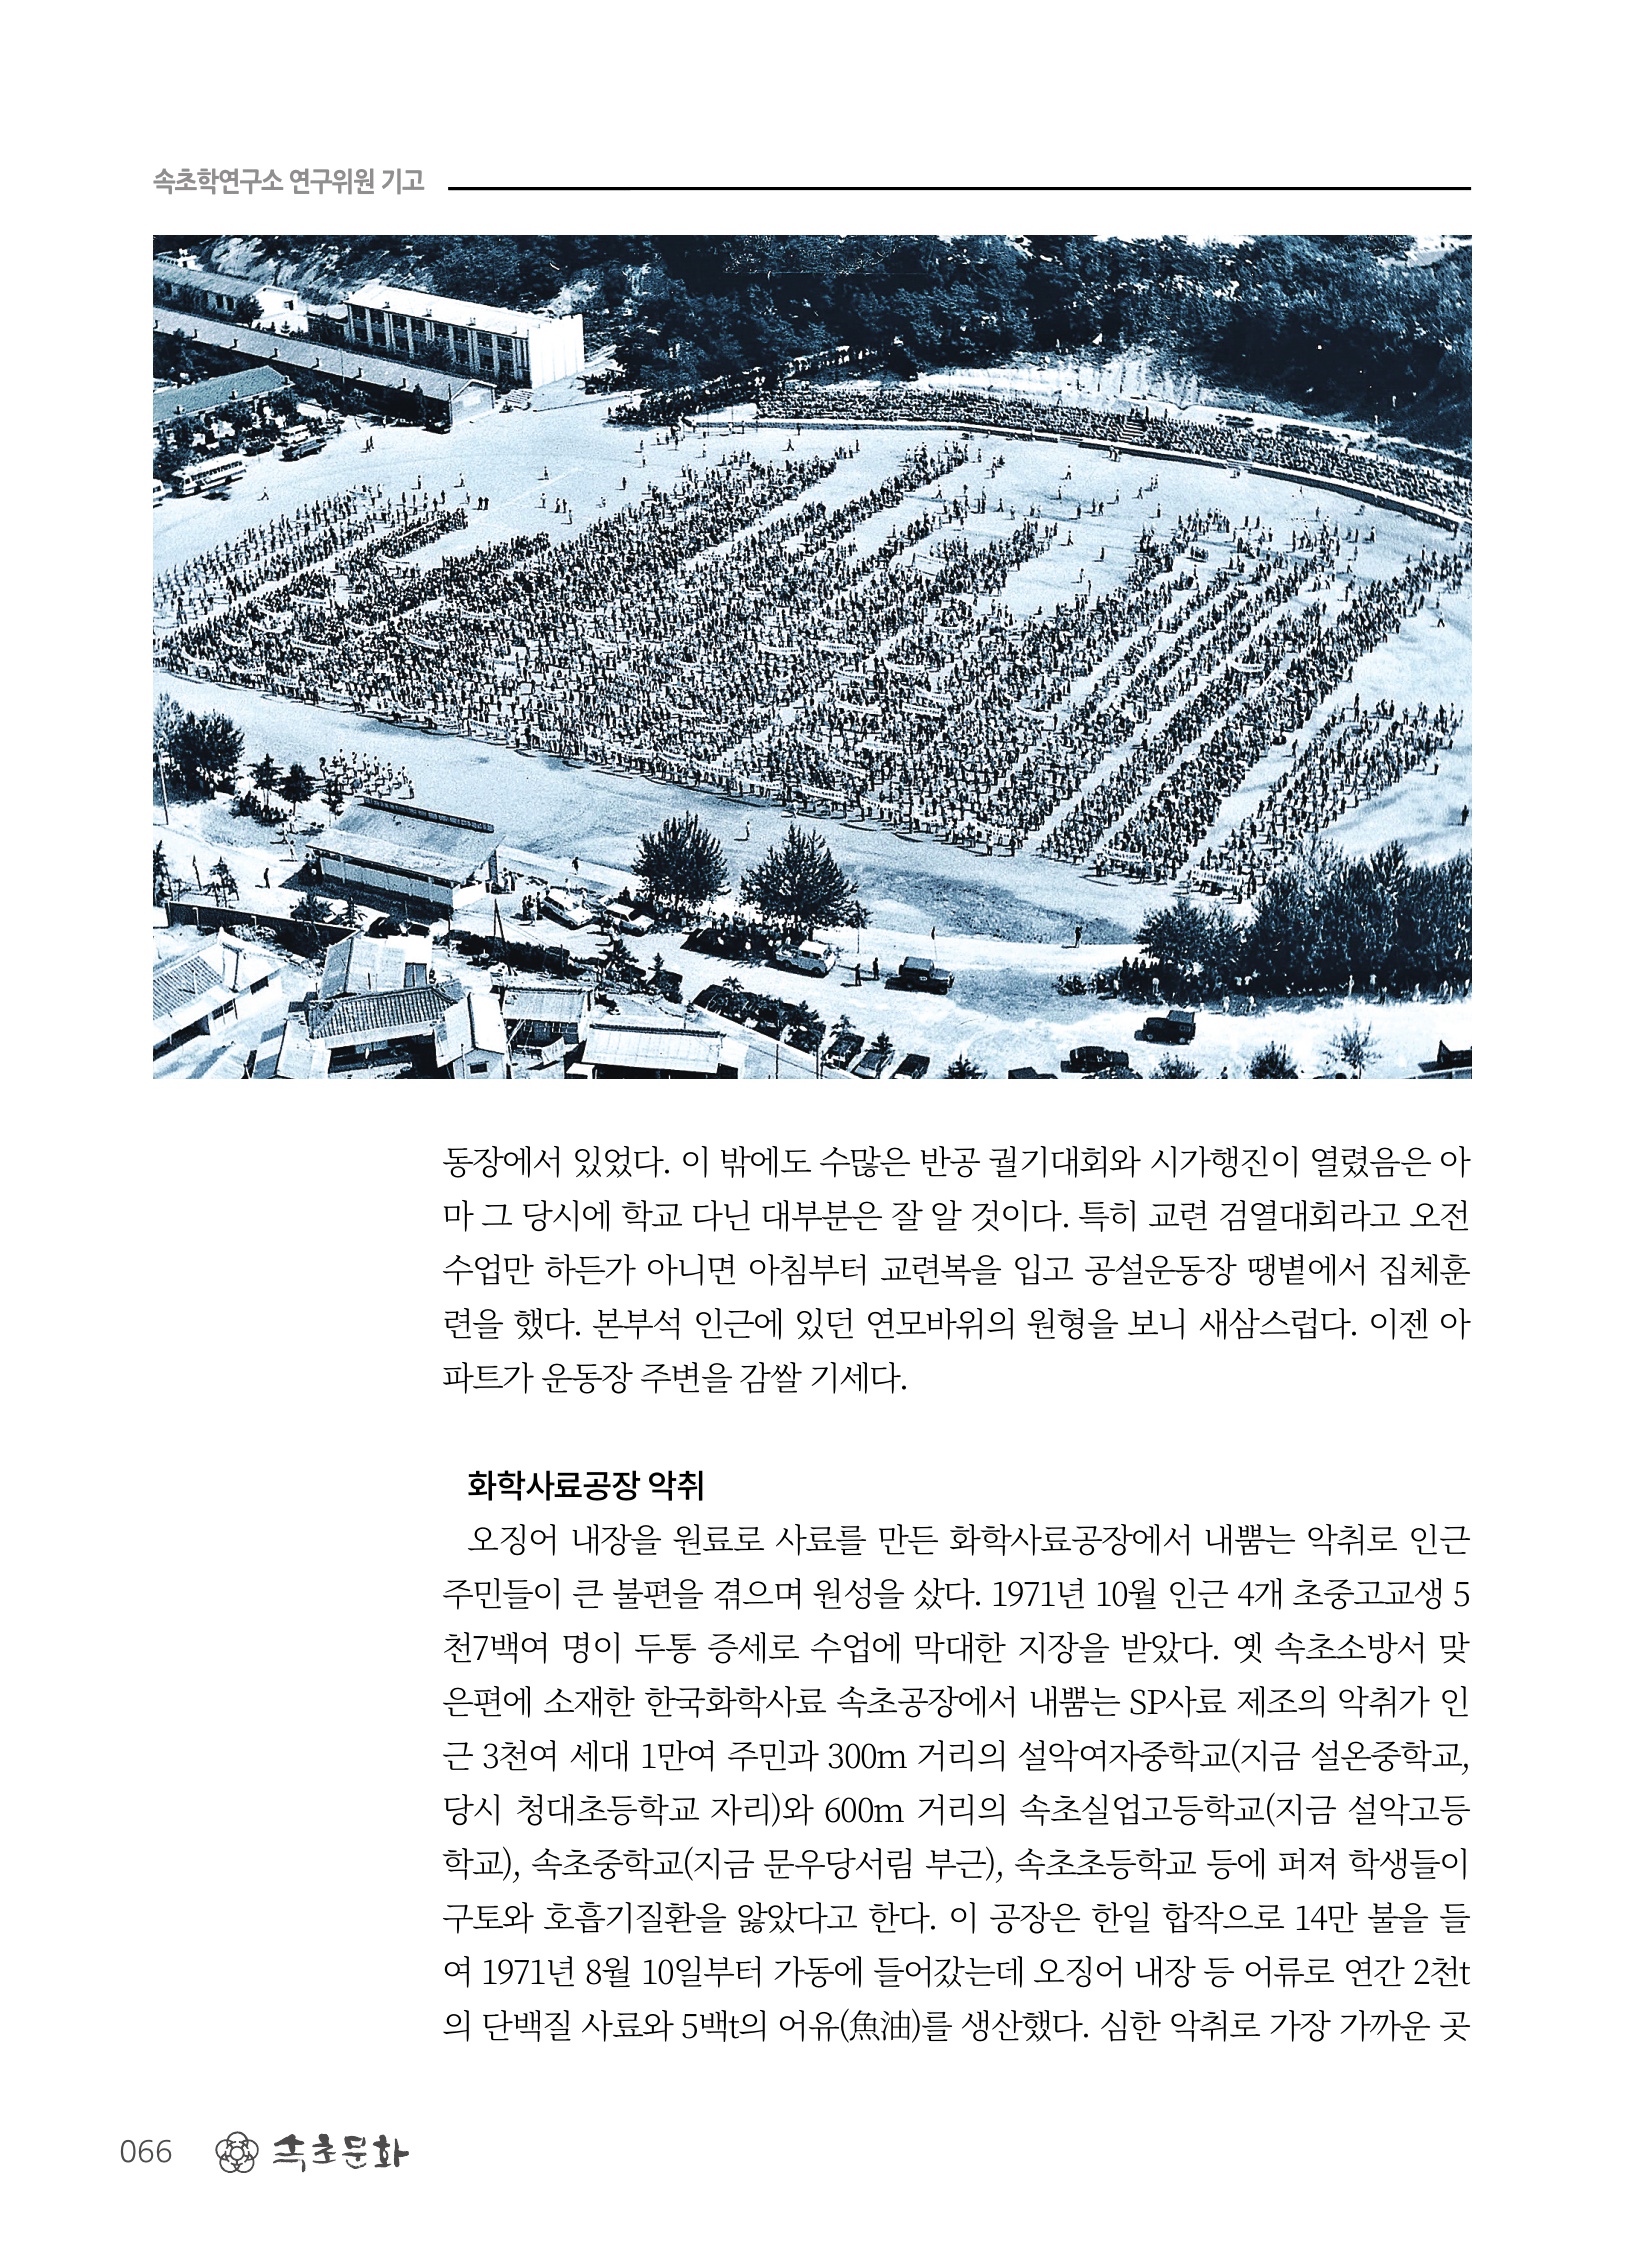 속초학연구소 연구위원 기고
동장에서 있었다. 이 밖에도 수많은 반공 궐기대회와 시가행진이 열렸음은 아
마 그 당시에 학교 다닌 대부분은 잘 알 것이다. 특히 교련 검열대회라고 오전
수업만 하든가 아니면 아침부터 교련복을 입고 공설운동장 땡볕에서 집체훈
련을 했다. 본부석 인근에 있던 연모바위의 원형을 보니 새삼스럽다. 이젠 아
파트가 운동장 주변을 감쌀 기세다.
화학사료공장 악취
오징어 내장을 원료로 사료를 만든 화학사료공장에서 내뿜는 악취로 인근
주민들이 큰 불편을 겪으며 원성을 샀다. 1971년 10월 인근 4개 초중고교생 5
천7백여 명이 두통 증세로 수업에 막대한 지장을 받았다. 옛 속초소방서 맞
은편에 소재한 한국화학사료 속초공장에서 내뿜는 SP사료 제조의 악취가 인
근 3천여 세대 1만여 주민과 300m 거리의 설악여자중학교(지금 설온중학교,
당시 청대초등학교 자리)와 600m 거리의 속초실업고등학교(지금 설악고등
학교), 속초중학교(지금 문우당서림 부근), 속초초등학교 등에 퍼져 학생들이
구토와 호흡기질환을 앓았다고 한다. 이 공장은 한일 합작으로 14만 불을 들
여 1971년 8월 10일부터 가동에 들어갔는데 오징어 내장 등 어류로 연간 2천t
의 단백질 사료와 5백t의 어유(魚油)를 생산했다. 심한 악취로 가장 가까운 곳
066 속초문화